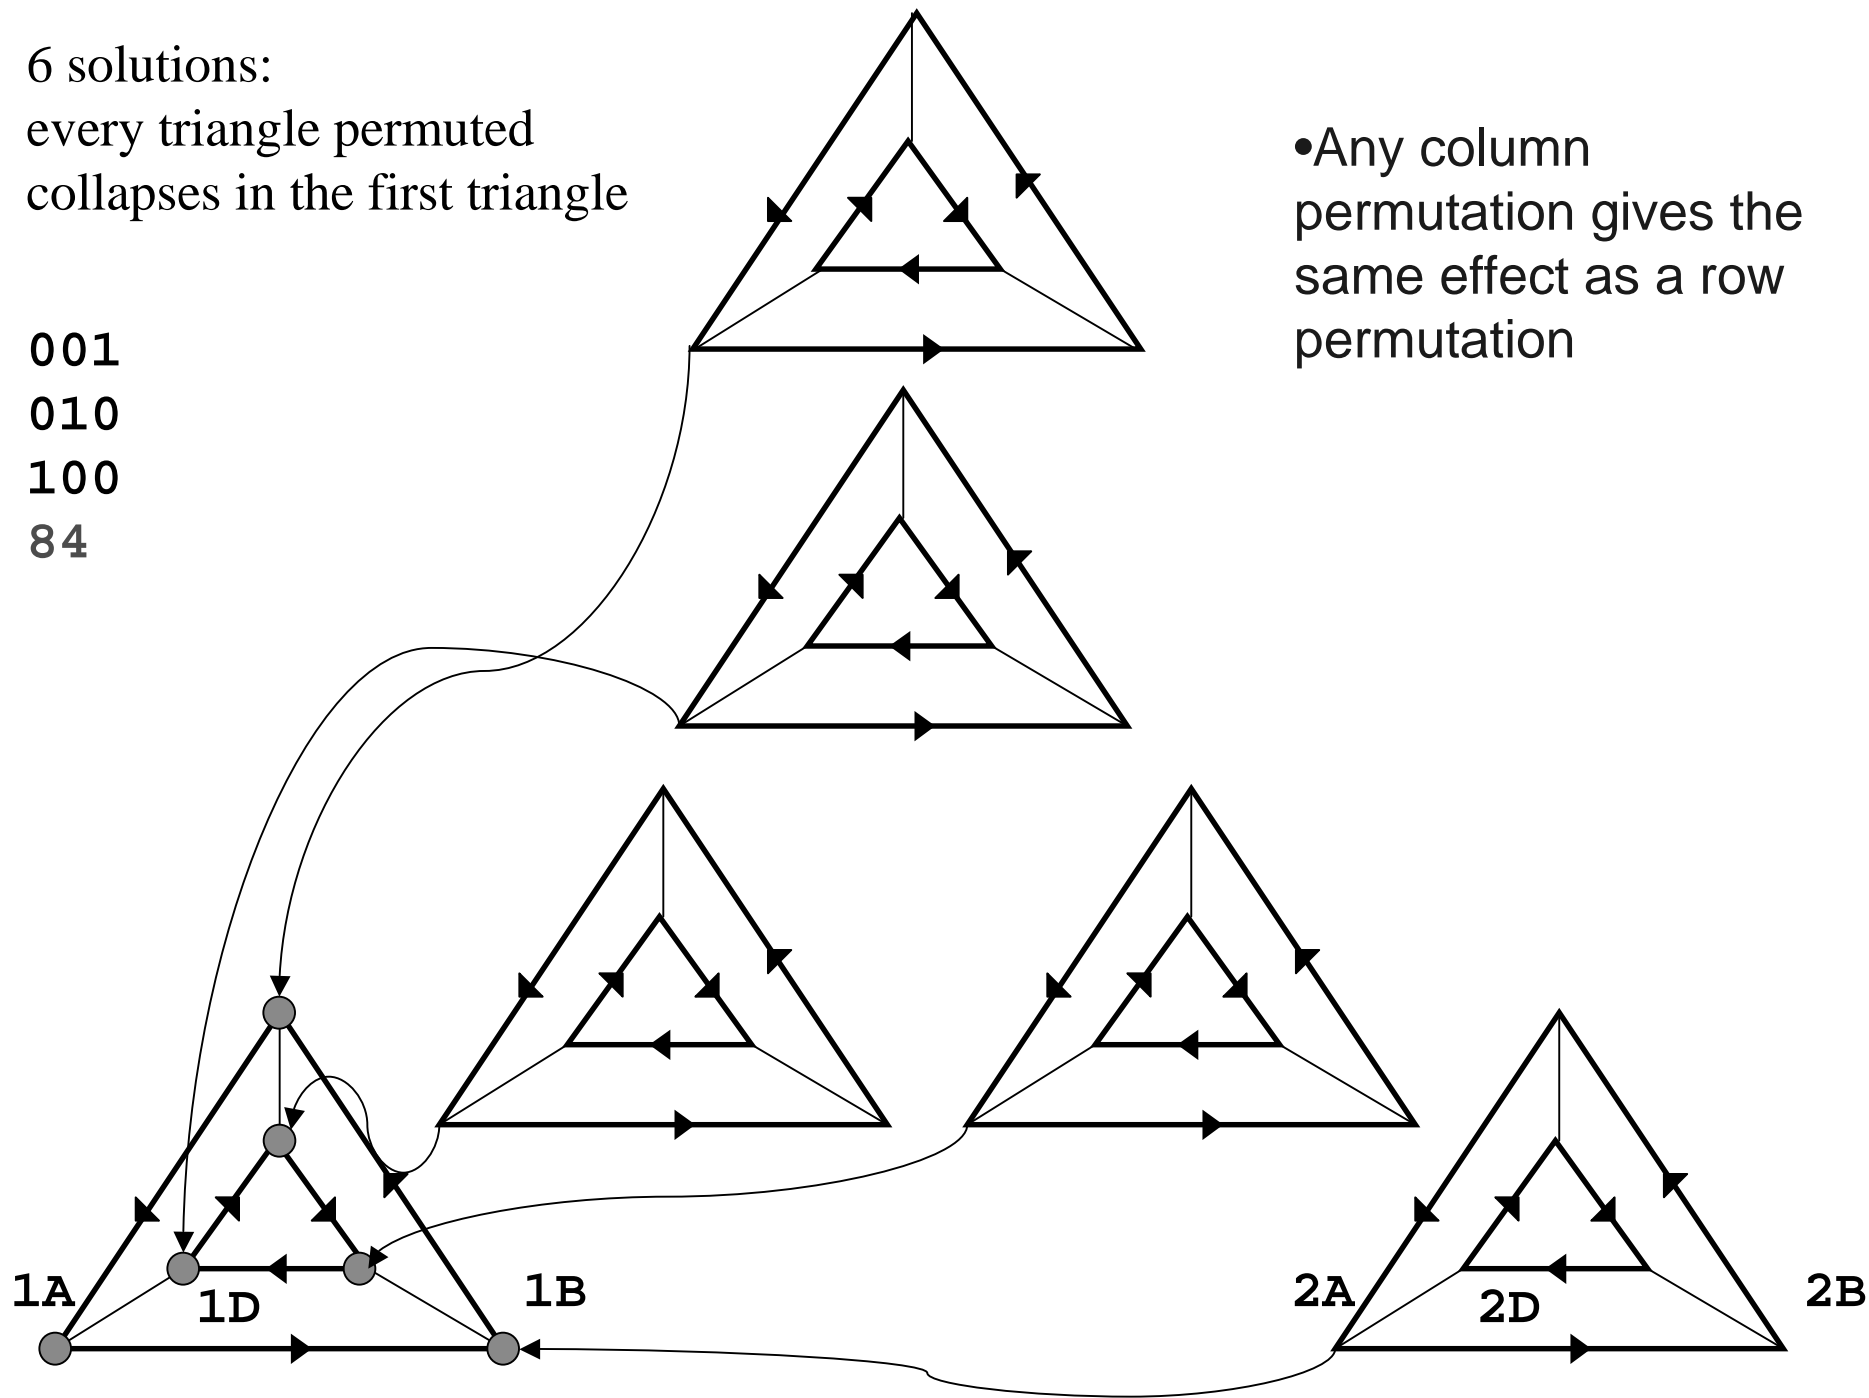 6 solutions:
every triangle permuted
collapses in the first triangle
•Any column
permutation gives the
same effect as a row
permutation
001
010
100
84
1A
1D
1B
2A
2D
2B